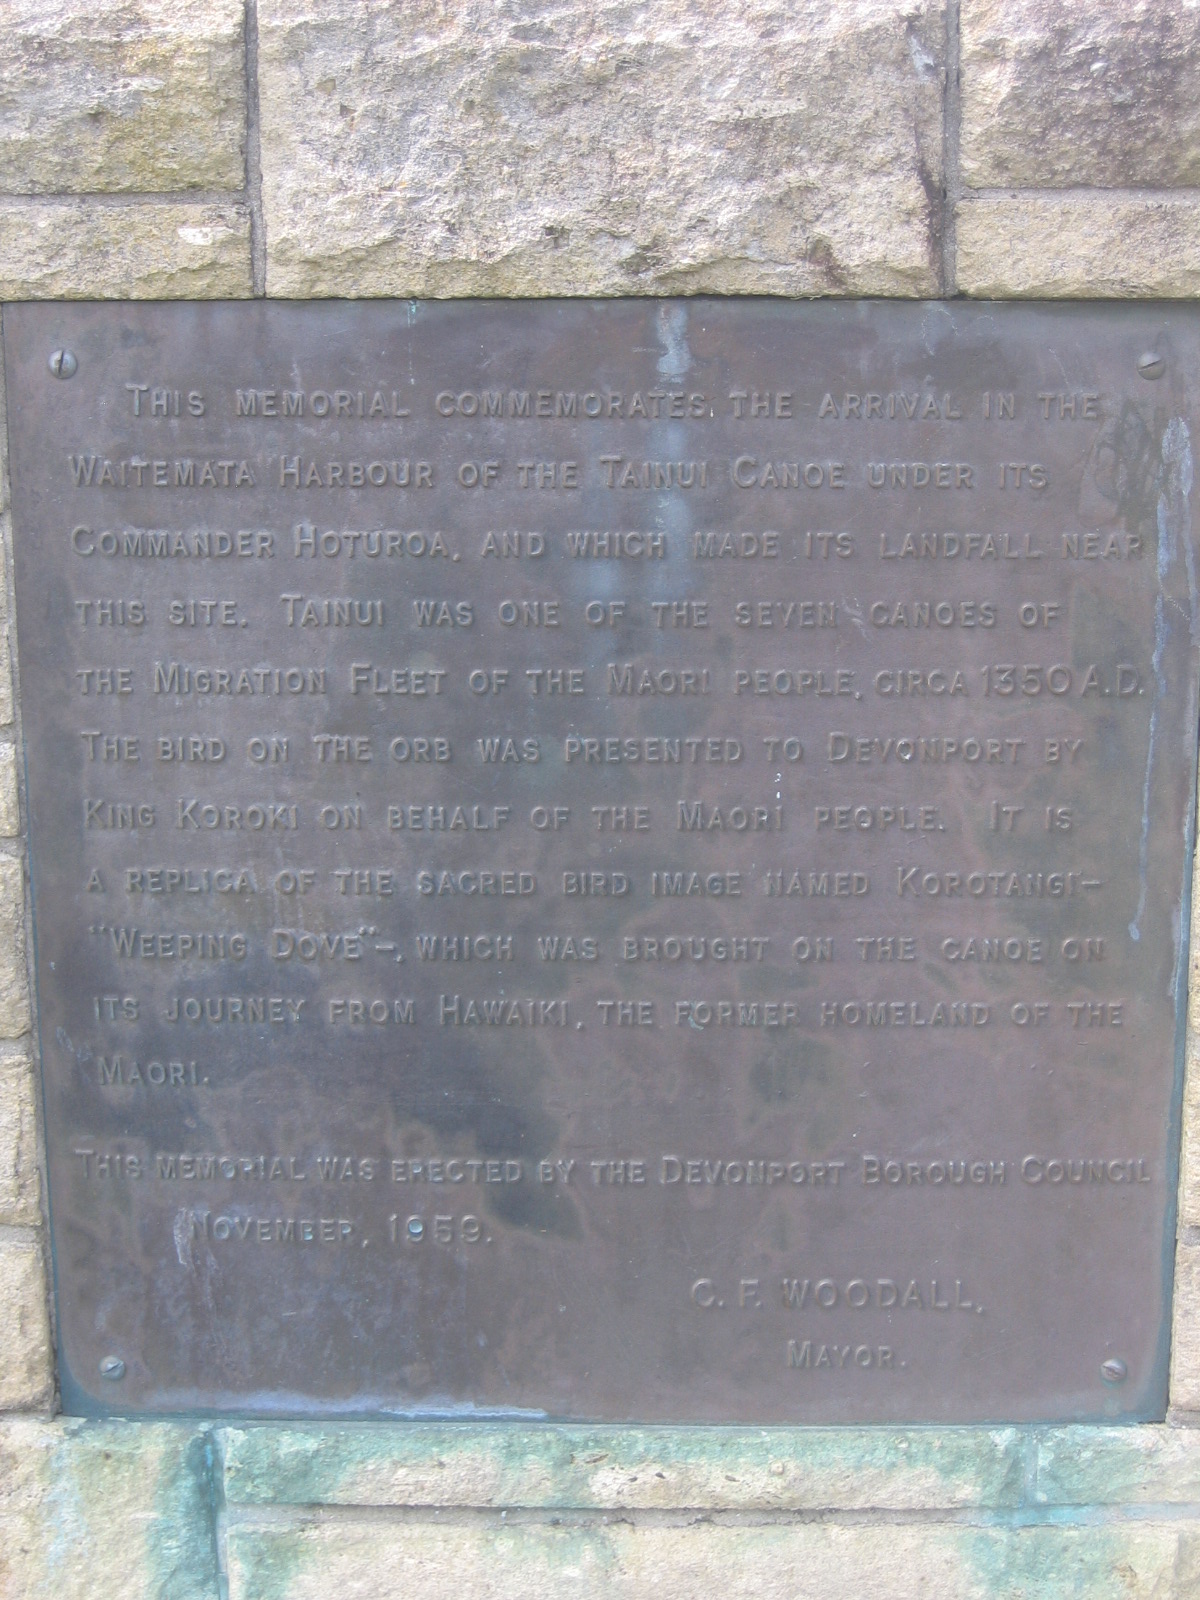 THIS MEMORIAL COMMEMORATES THE ARRIVAL IN THE
WAITEMATA HARBOUR OF THE TAINUI CANOE UNDER ITS
COMMANDER HOTUROA, AND WHICH MADE ITS LANDFALL NEAR
THIS SITE. TAINUI WAS ONE OF THE SEVEN CANOES OF
THE MIGRATION FLEET OF THE MAORI PEOPLE, CIRCA 1350 A.D.
THE BIRD ON THE ORB WAS PRESENTED TO DEVONPORT BY
KING KOROKI ON BEHALF OF THE MAORI PEOPLE. IT IS
A REPLICA OF THE SACRED BIRD IMAGE NAMED KOROTANGI–
"WEEPING DOVE"–, WHICH WAS BROUGHT ON THE CANOE ON
ITS JOURNEY FROM HAWAIKI, THE FORMER HOMELAND OF THE
MAORI.
THIS MEMORIAL WAS ERECTED BY THE DEVONPORT BOROUGH COUNCIL
NOVEMBER, 1959.
C. F. WOODALL,
MAYOR.